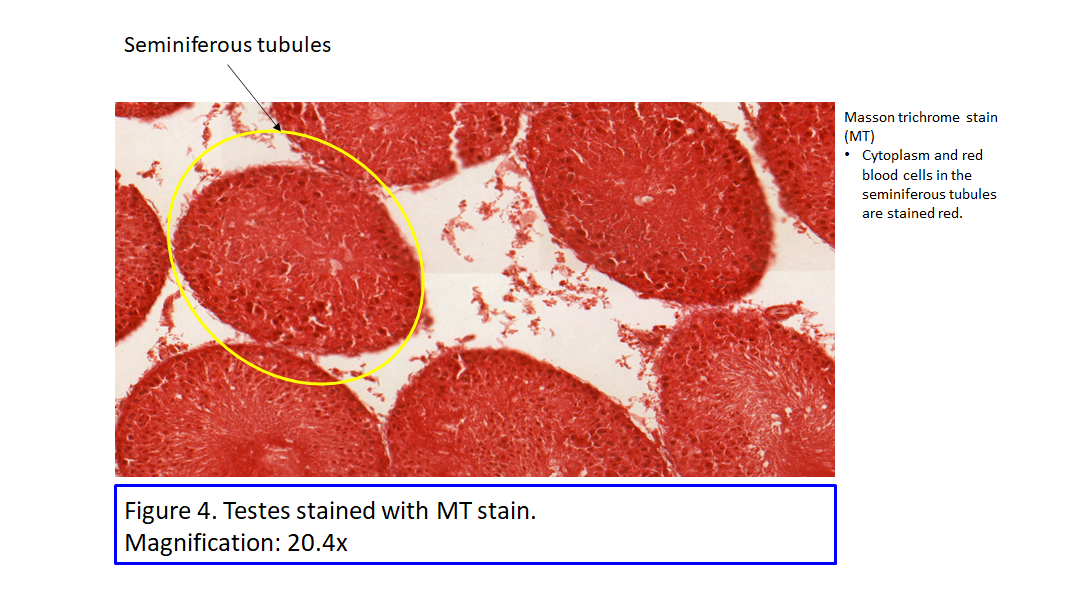 Seminiferous tubules
Masson trichrome stain
(MT)
• Cytoplasm and red
blood cells in the
seminiferous tubules
are stained red.
Figure 4. Testes stained with MT stain.
Magnification: 20.4x